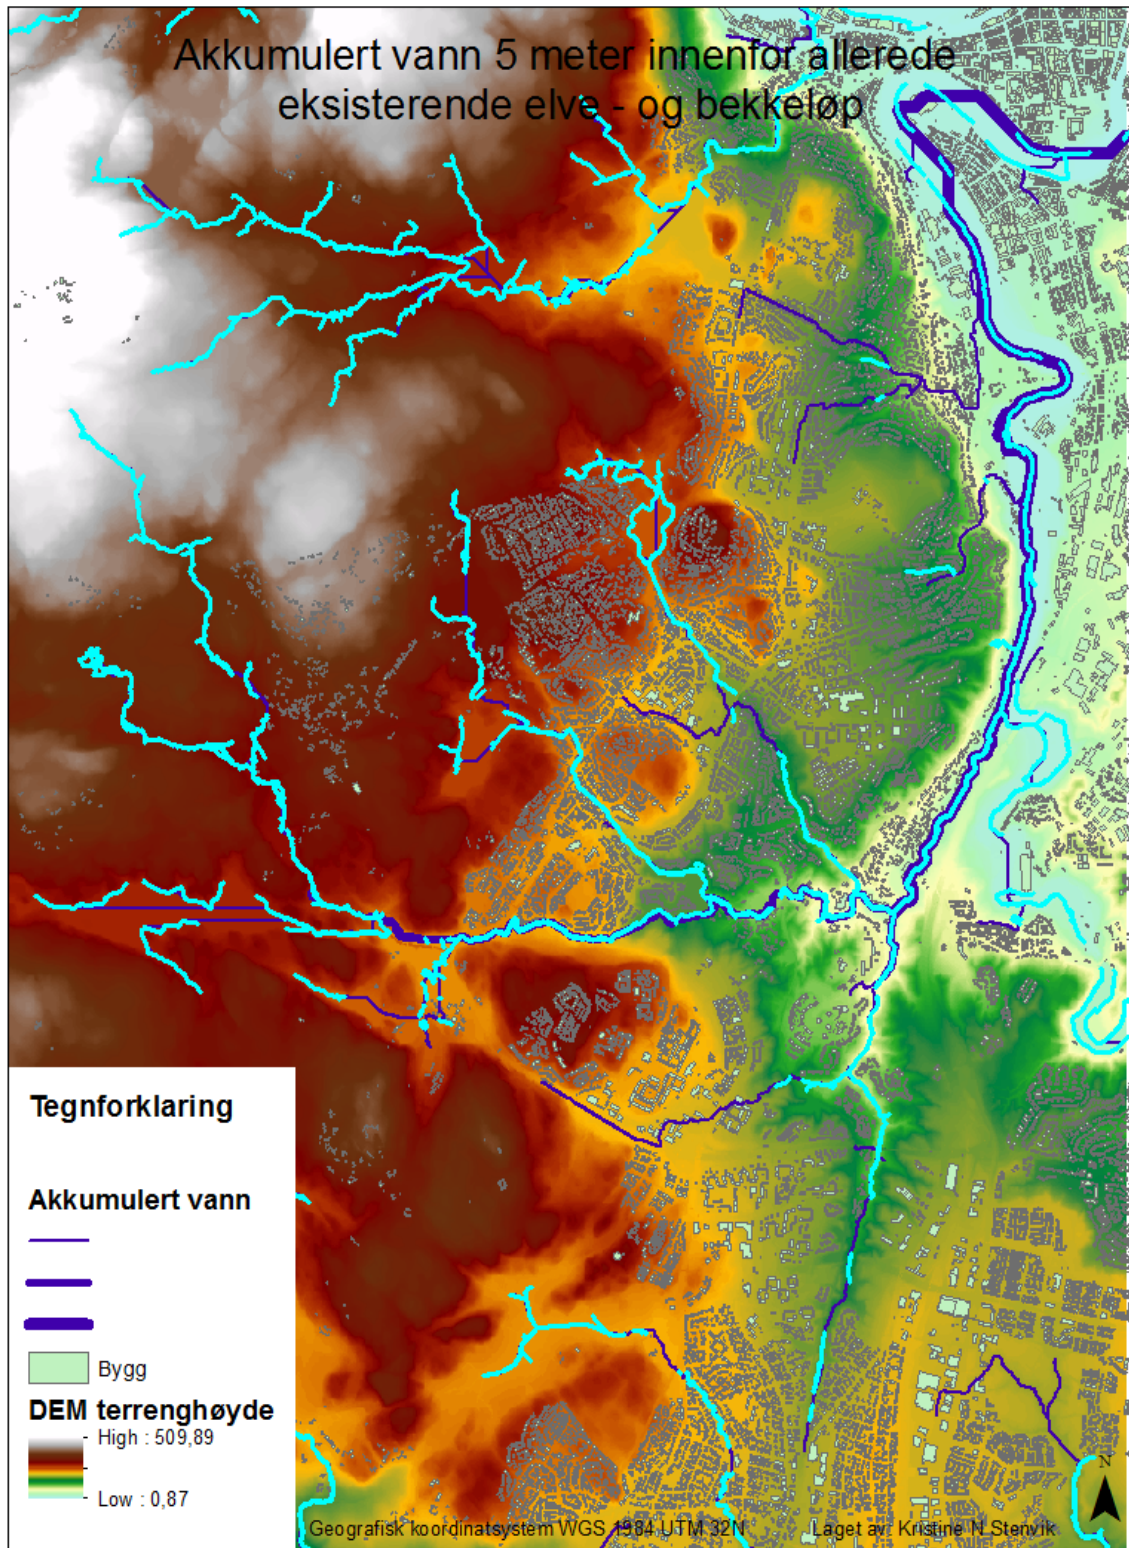 Akkumulert vann 5 meter innenfor allerede
eksisterende elve - og bekkeløp
Tegnforklaring
Akkumulert vann
Bygg
DEM terrenghøyde
High : 509,89
Low : 0,87
N
Geografisk koordinatsystem WGS 1984 UTM 32N
Laget av: Kristine N Stenvik